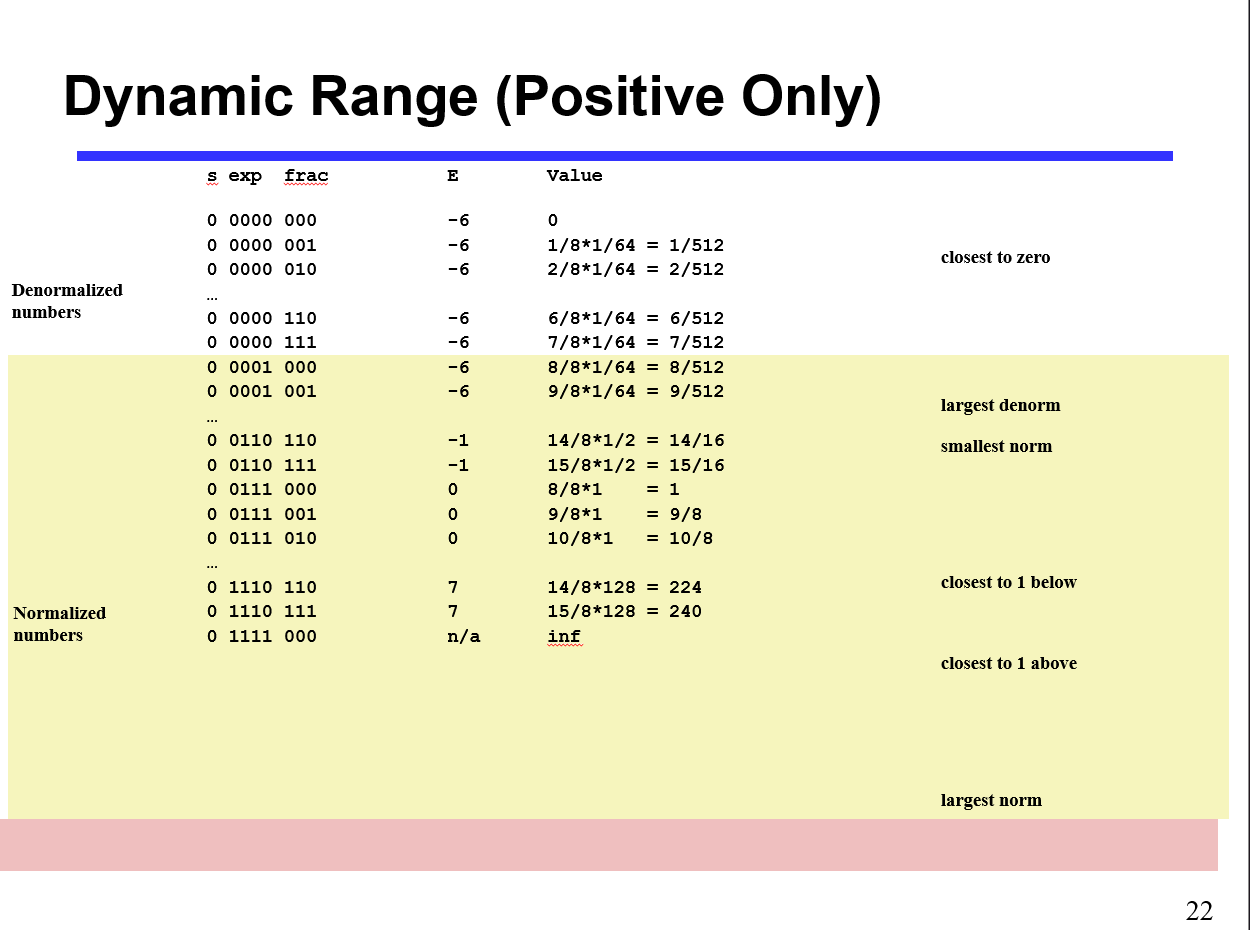 Dynamic Range (Positive Only)
s exp frac E Value
0 0000 000 -6 0
0 0000 001 -6 1/8*1/64 = 1/512
closest to zero
0 0000 010 -6 2/8*1/64 = 2/512
Denormalized
numbers
…
0 0000 110 -6 6/8*1/64 = 6/512
0 0000 111 -6 7/8*1/64 = 7/512
0 0001 000 -6 8/8*1/64 = 8/512
0 0001 001 -6 9/8*1/64 = 9/512
largest denorm
…
0 0110 110 -1 14/8*1/2 = 14/16
smallest norm
0 0110 111 -1 15/8*1/2 = 15/16
0 0111 000 0 8/8*1 = 1
0 0111 001 0 9/8*1 = 9/8
0 0111 010 0 10/8*1 = 10/8
…
closest to 1 below
0 1110 110 7 14/8*128 = 224
Normalized
numbers
0 1110 111 7 15/8*128 = 240
0 1111 000 n/a inf
closest to 1 above
largest norm
22